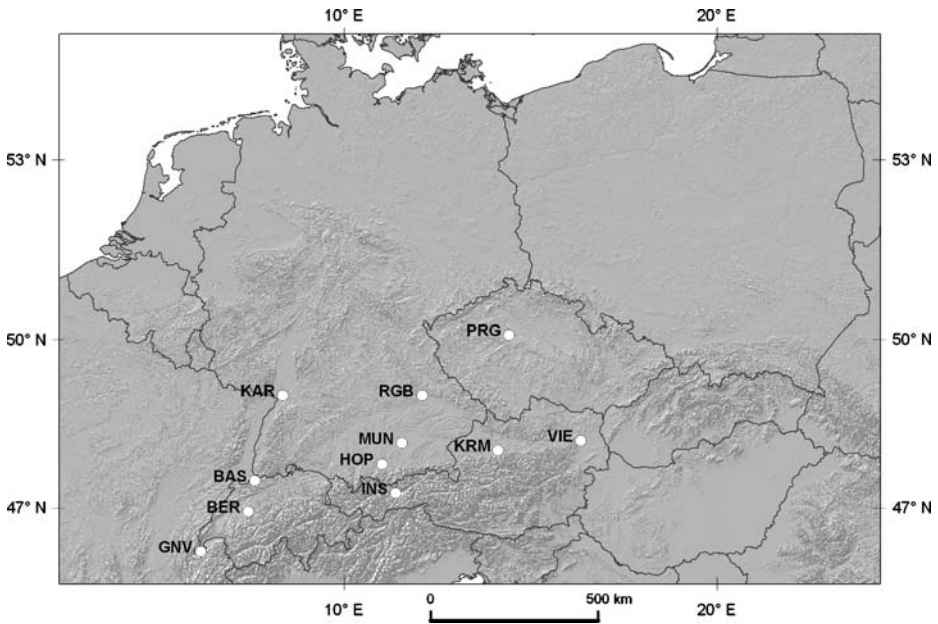 10° E 20° E
53° N 53° N
50° N 50° N
PRG
KAR RGB
MUN KRM VIE
HOP
BAS INS
47° N BER 47° N
GNV
10° E 0 500 km 20° E